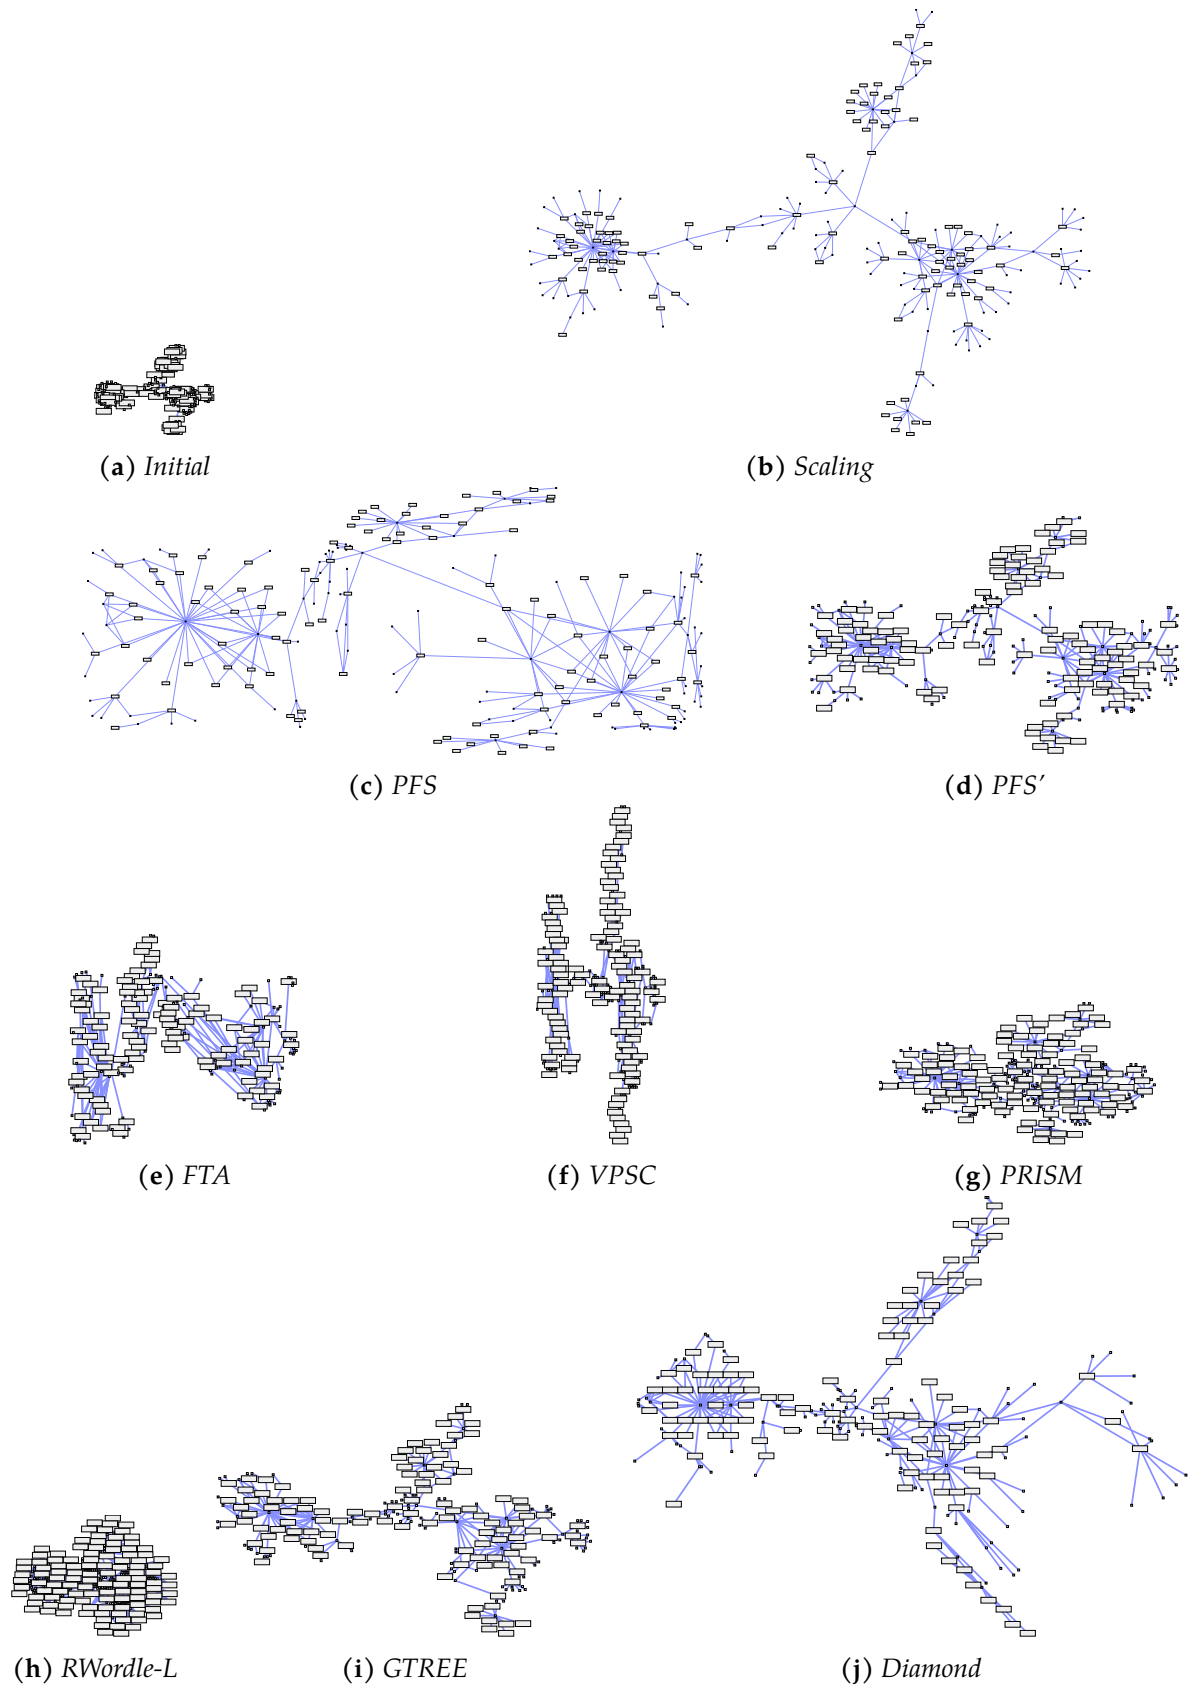 (a) Initial
(b) Scaling
(c) PFS
(d) PFS′
(e) FTA
(f) VPSC
(g) PRISM
(h) RWordle-L
(i) GTREE
(j) Diamond